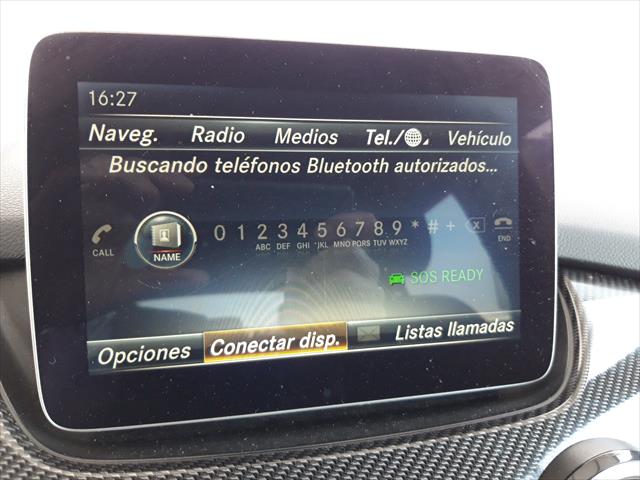 16:27
Naveg. Radio Medios Tel./ Vehículo
Buscando teléfonos Bluetooth autorizados...
0 1 2 3 4 5 6 7 8 9 * # + X
CALL NAME ABC DEF GHI JKL MNO PQRS TUV WXYZ END
SOS READY
Opciones Conectar disp. Listas llamadas